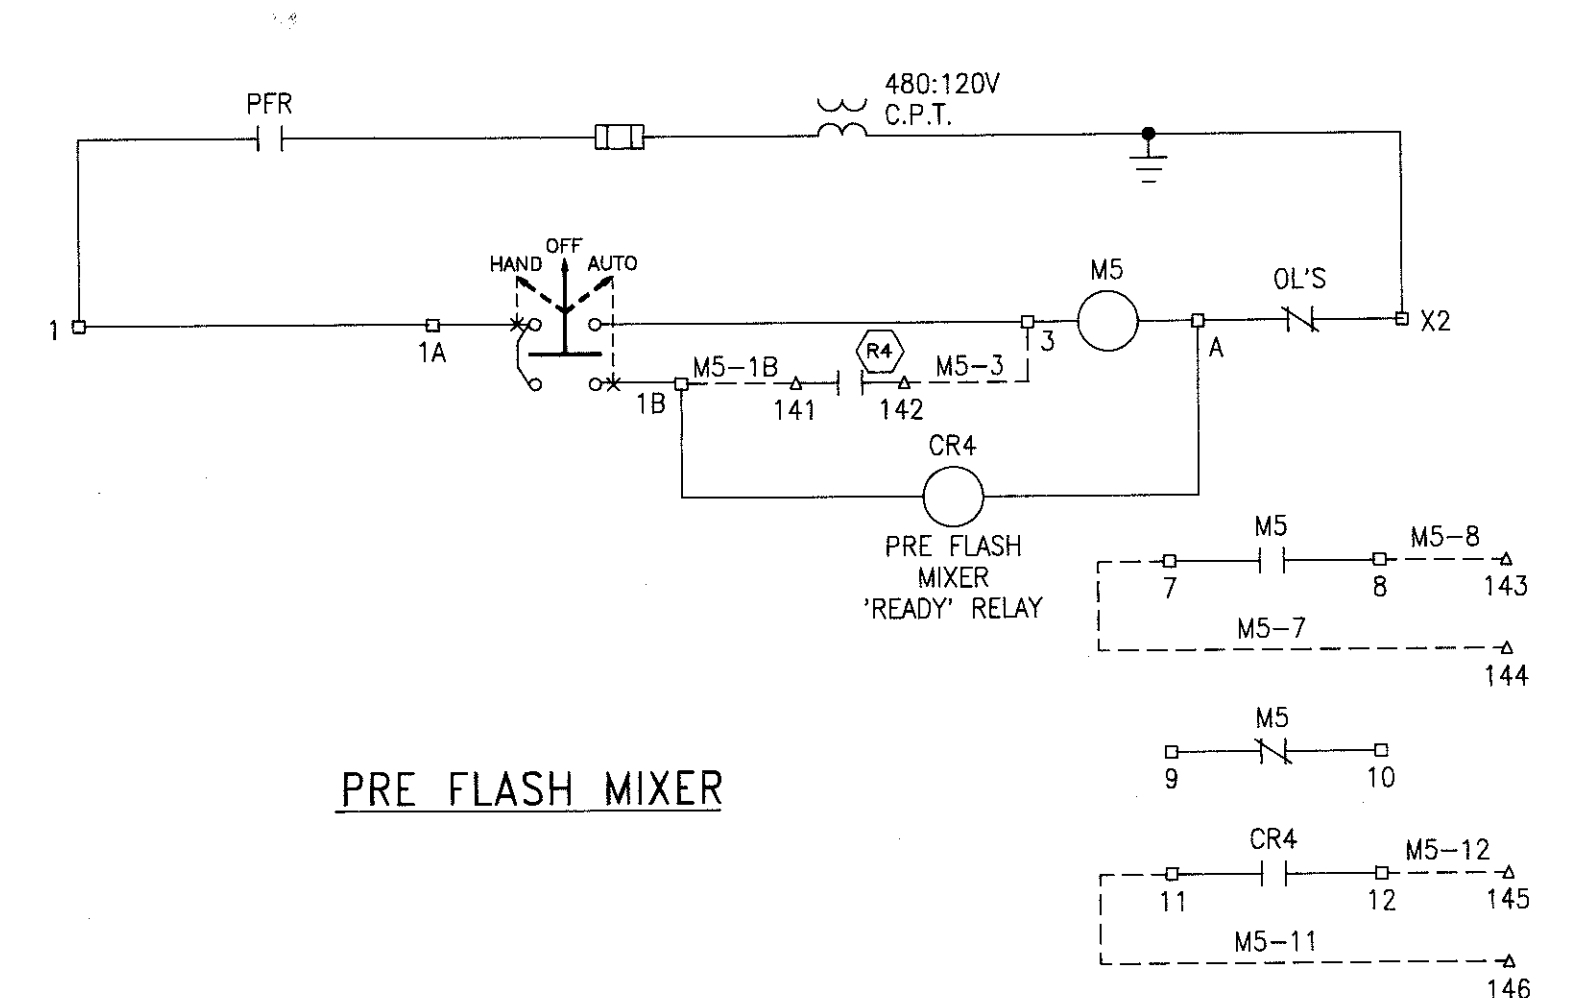 480:120V
C.P.T.
PFR
OFF
HAND
AUTO
M5
OL'S
1
1A
3
A
X2
R4
M5-1B
M5-3
1B
141
142
CR4
PRE FLASH
MIXER
'READY' RELAY
M5
M5-8
7
8
143
M5-7
144
M5
9
10
PRE FLASH MIXER
CR4
M5-12
11
12
145
M5-11
146